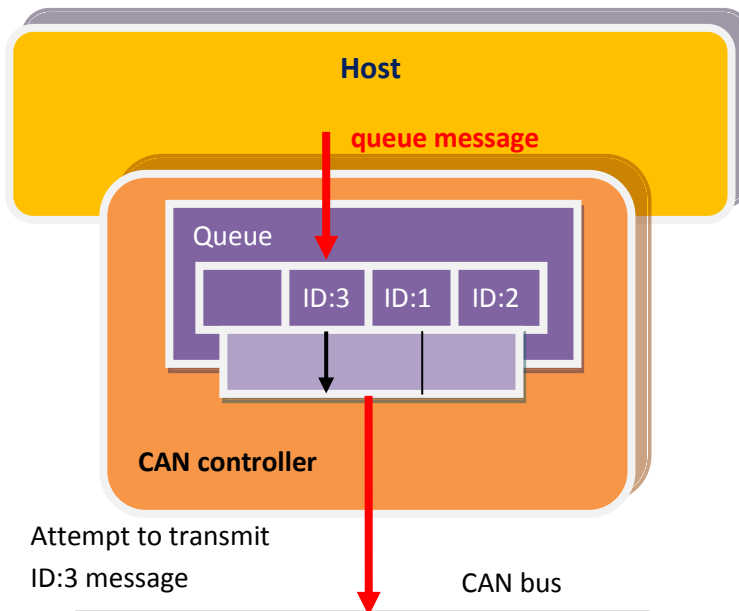 Host
queue message
Queue
ID:3 ID:1 ID:2
CAN controller
Attempt to transmit
ID:3 message
CAN bus